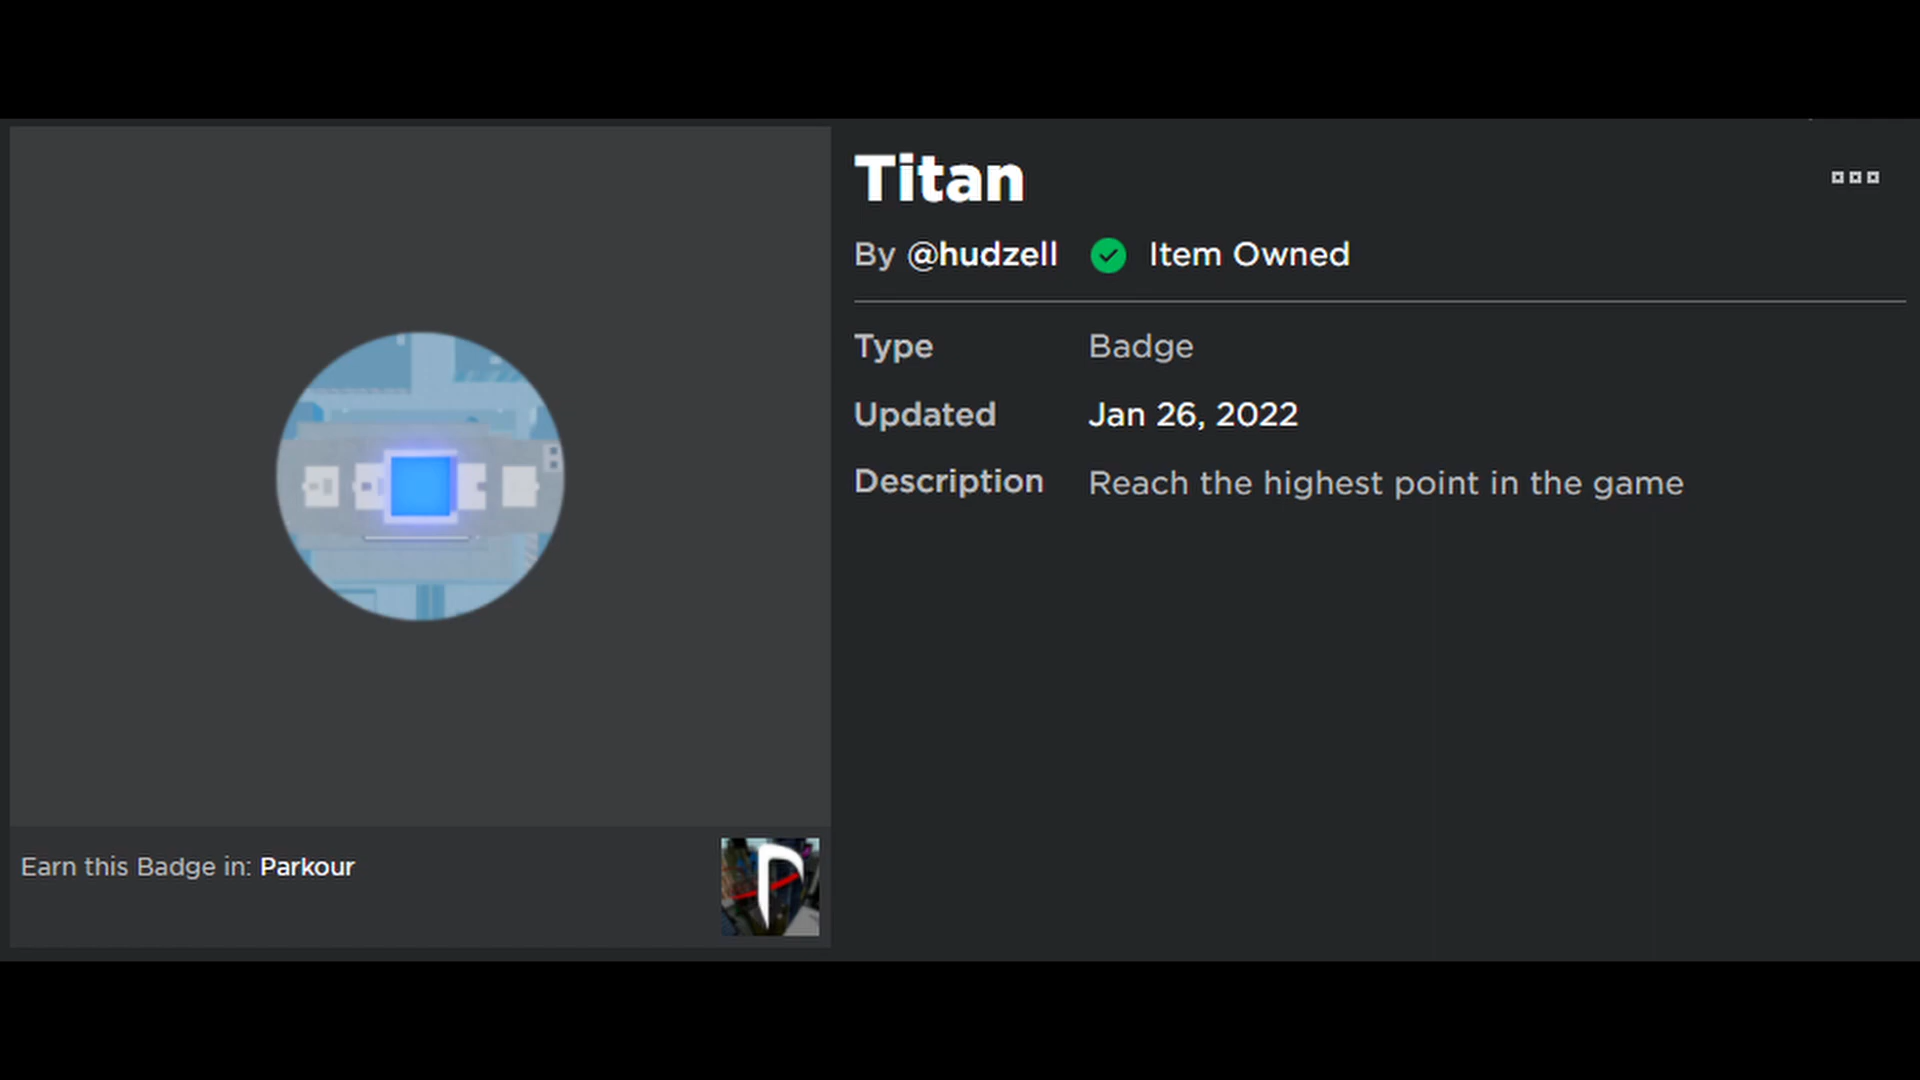 Titan
By @hudzell Item Owned
Type Badge
Updated Jan 26, 2022
Description Reach the highest point in the game
Earn this Badge in: Parkour
P